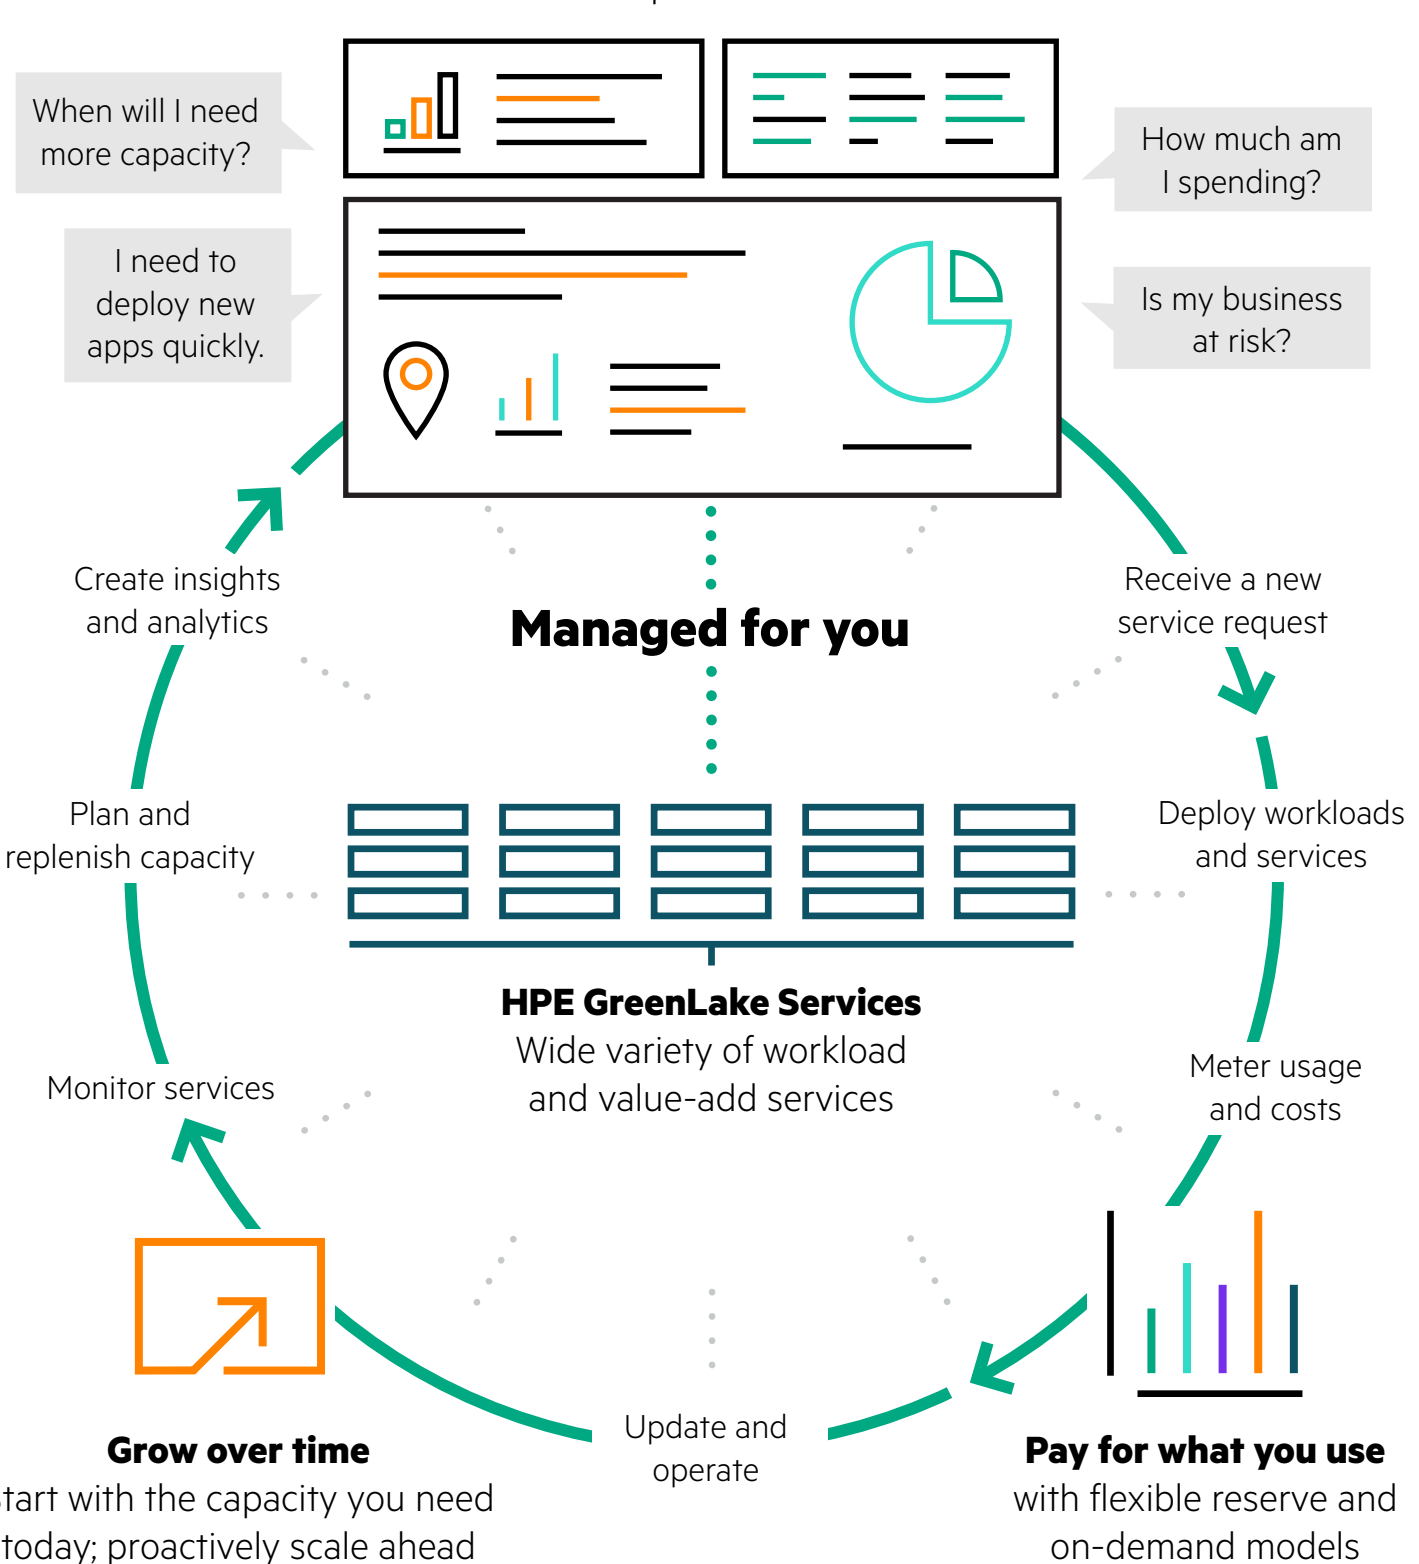 When will I need
more capacity?
How much am
I spending?
I need to
deploy new
apps quickly.
Is my business
at risk?
Create insights
and analytics
Managed for you
Receive a new
service request
Plan and
replenish capacity
Deploy workloads
and services
HPE GreenLake Services
Wide variety of workload
and value-add services
Monitor services
Meter usage
and costs
Update and
operate
Grow over time
tart with the capacity you need
today; proactively scale ahead
Pay for what you use
with flexible reserve and
on-demand models